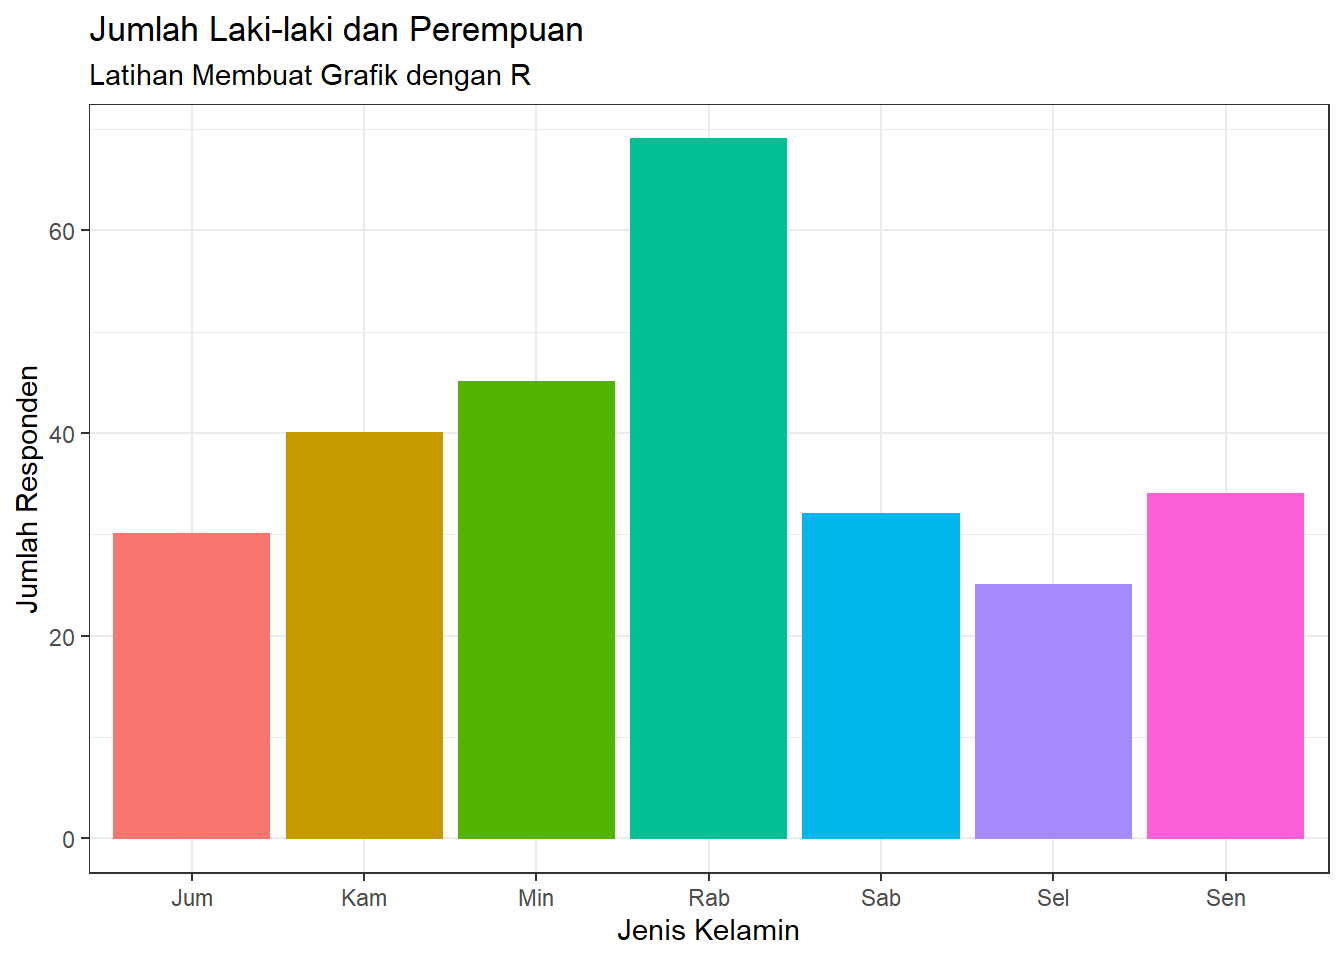 Jumlah Laki-laki dan Perempuan
Latihan Membuat Grafik dengan R
Jumlah Responden
60
40
20
0
Jum Kam Min Rab Sab Sel Sen
Jenis Kelamin